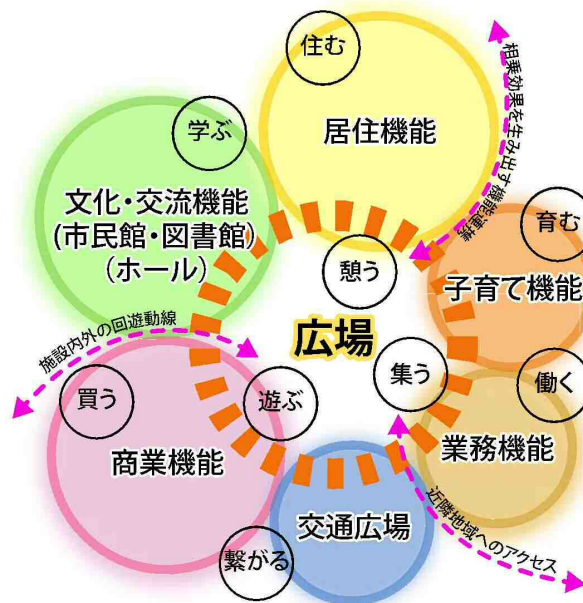 住む
居住機能
相乗効果を生み出す機能連携
学ぶ
文化・交流機能
(市民館・図書館)
(ホール)
育む
子育て機能
憩う
広場
施設内外の回遊動線
買う
遊ぶ
集う
働く
商業機能
業務機能
交通広場
近隣地域へのアクセス
繋がる